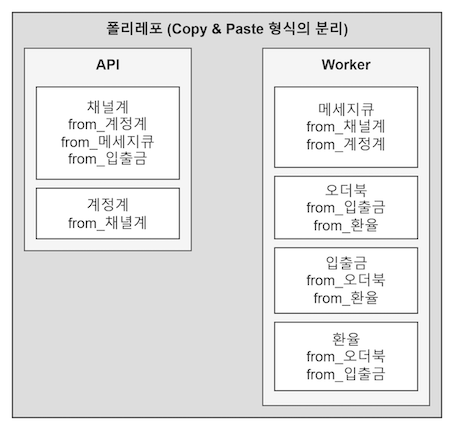 폴리레포 (Copy & Paste 형식의 분리)
API
채널계
from_계정계
from_메세지큐
from_입출금
계정계
from_채널계
Worker
메세지큐
from_채널계
from_계정계
오더북
from_입출금
from_환율
입출금
from_오더북
from_환율
환율
from_오더북
from_입출금